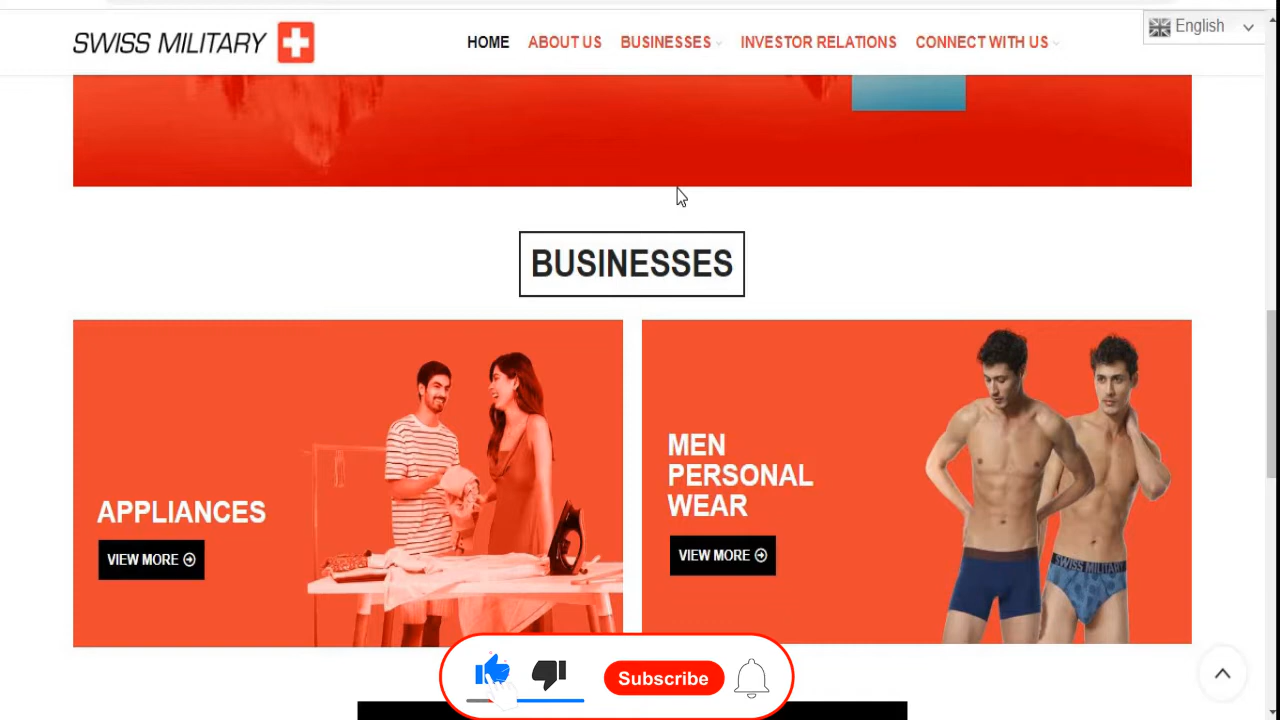 SWISS MILITARY
HOME ABOUT US BUSINESSES INVESTOR RELATIONS CONNECT WITH US
English
BUSINESSES
APPLIANCES
VIEW MORE
MEN
PERSONAL
WEAR
VIEW MORE
SWISS MILITARY
Subscribe